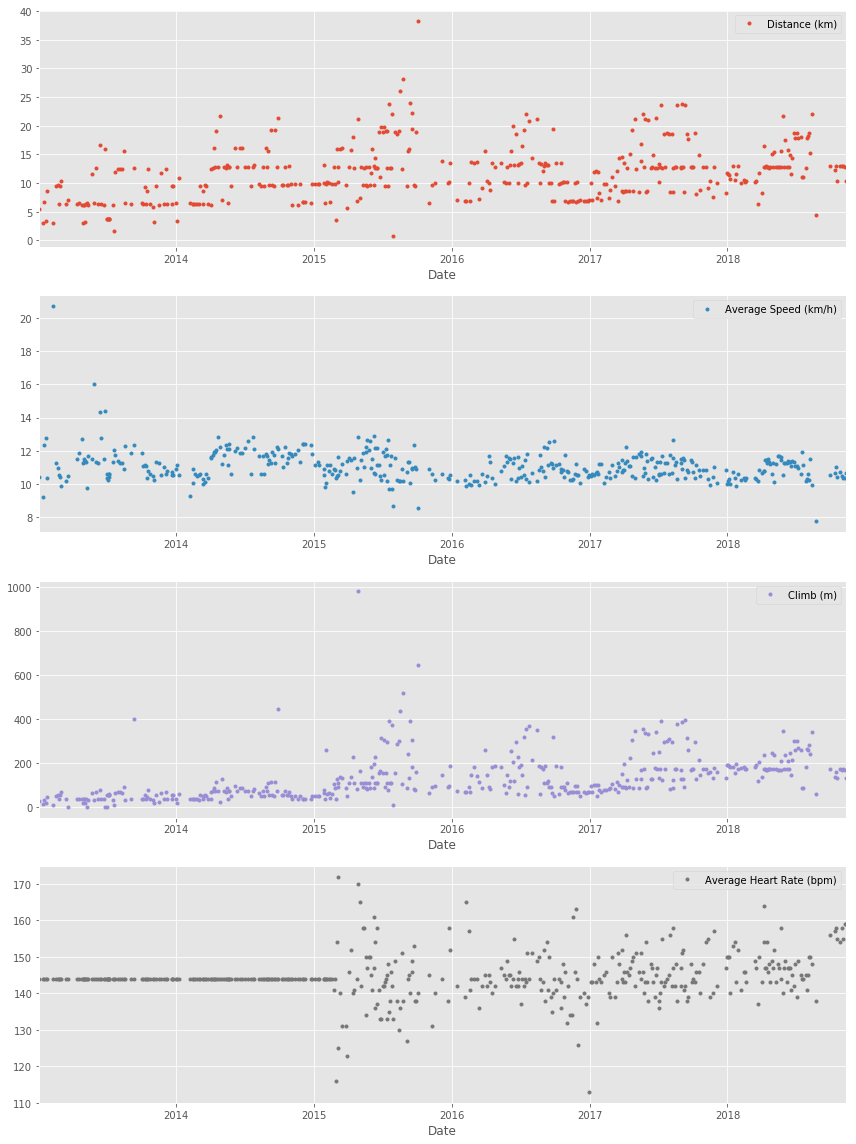 40
Distance (km)
35
30
25
20
15
10
5
0
2014 2015 2016 2017 2018
Date
Average Speed (km/h)
20
18
16
14
12
10
8
2014 2015 2016 2017 2018
Date
1000
Climb (m)
800
600
400
200
0
2014 2015 2016 2017 2018
Date
Average Heart Rate (bpm)
170
160
150
140
130
120
110
2014 2015 2016 2017 2018
Date